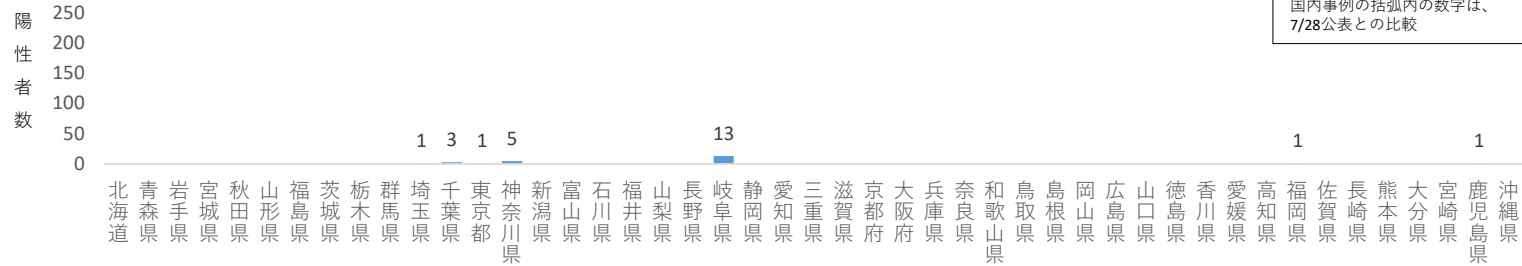 国内事例の括弧内の数字は、
7/28公表との比較
陽性者数
250
200
150
100
50
0
1 3 1 5 13 1 1
北海道 青森県 岩手県 宮城県 秋田県 山形県 福島県 茨城県 栃木県 群馬県 埼玉県 千葉県 東京都 神奈川県 新潟県 富山県 石川県 福井県 山梨県 長野県 岐阜県 静岡県 愛知県 三重県 滋賀県 京都府 大阪府 兵庫県 奈良県 和歌山県 鳥取県 島根県 岡山県 広島県 山口県 徳島県 香川県 愛媛県 高知県 福岡県 佐賀県 長崎県 熊本県 大分県 宮崎県 鹿児島県 沖縄県